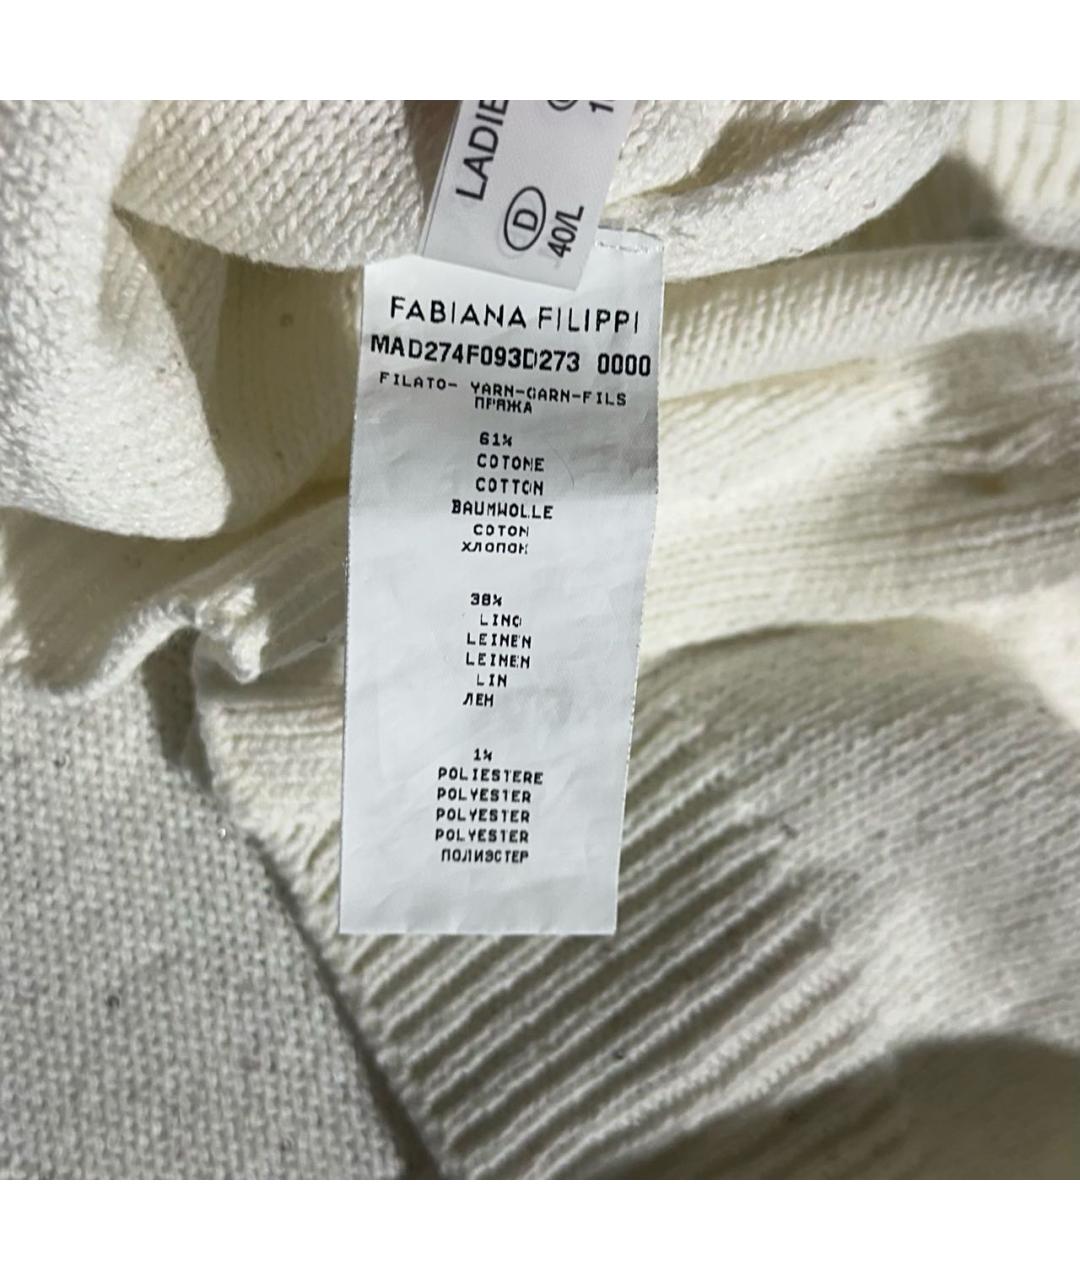 LADIE
D
40/L
FABIANA FILIPPI
MAD274F093D273 0000
FILATO- YARN-GARN-FILS
ПРЯЖА
61%
COTONE
COTTON
BAUMWOLLE
COTON
ХЛОПОК
38%
LINO
LEINEN
LEINEN
LIN
ЛЕН
1%
POLIESTERE
POLYESTER
POLYESTER
POLYESTER
ПОЛИЭСТЕР